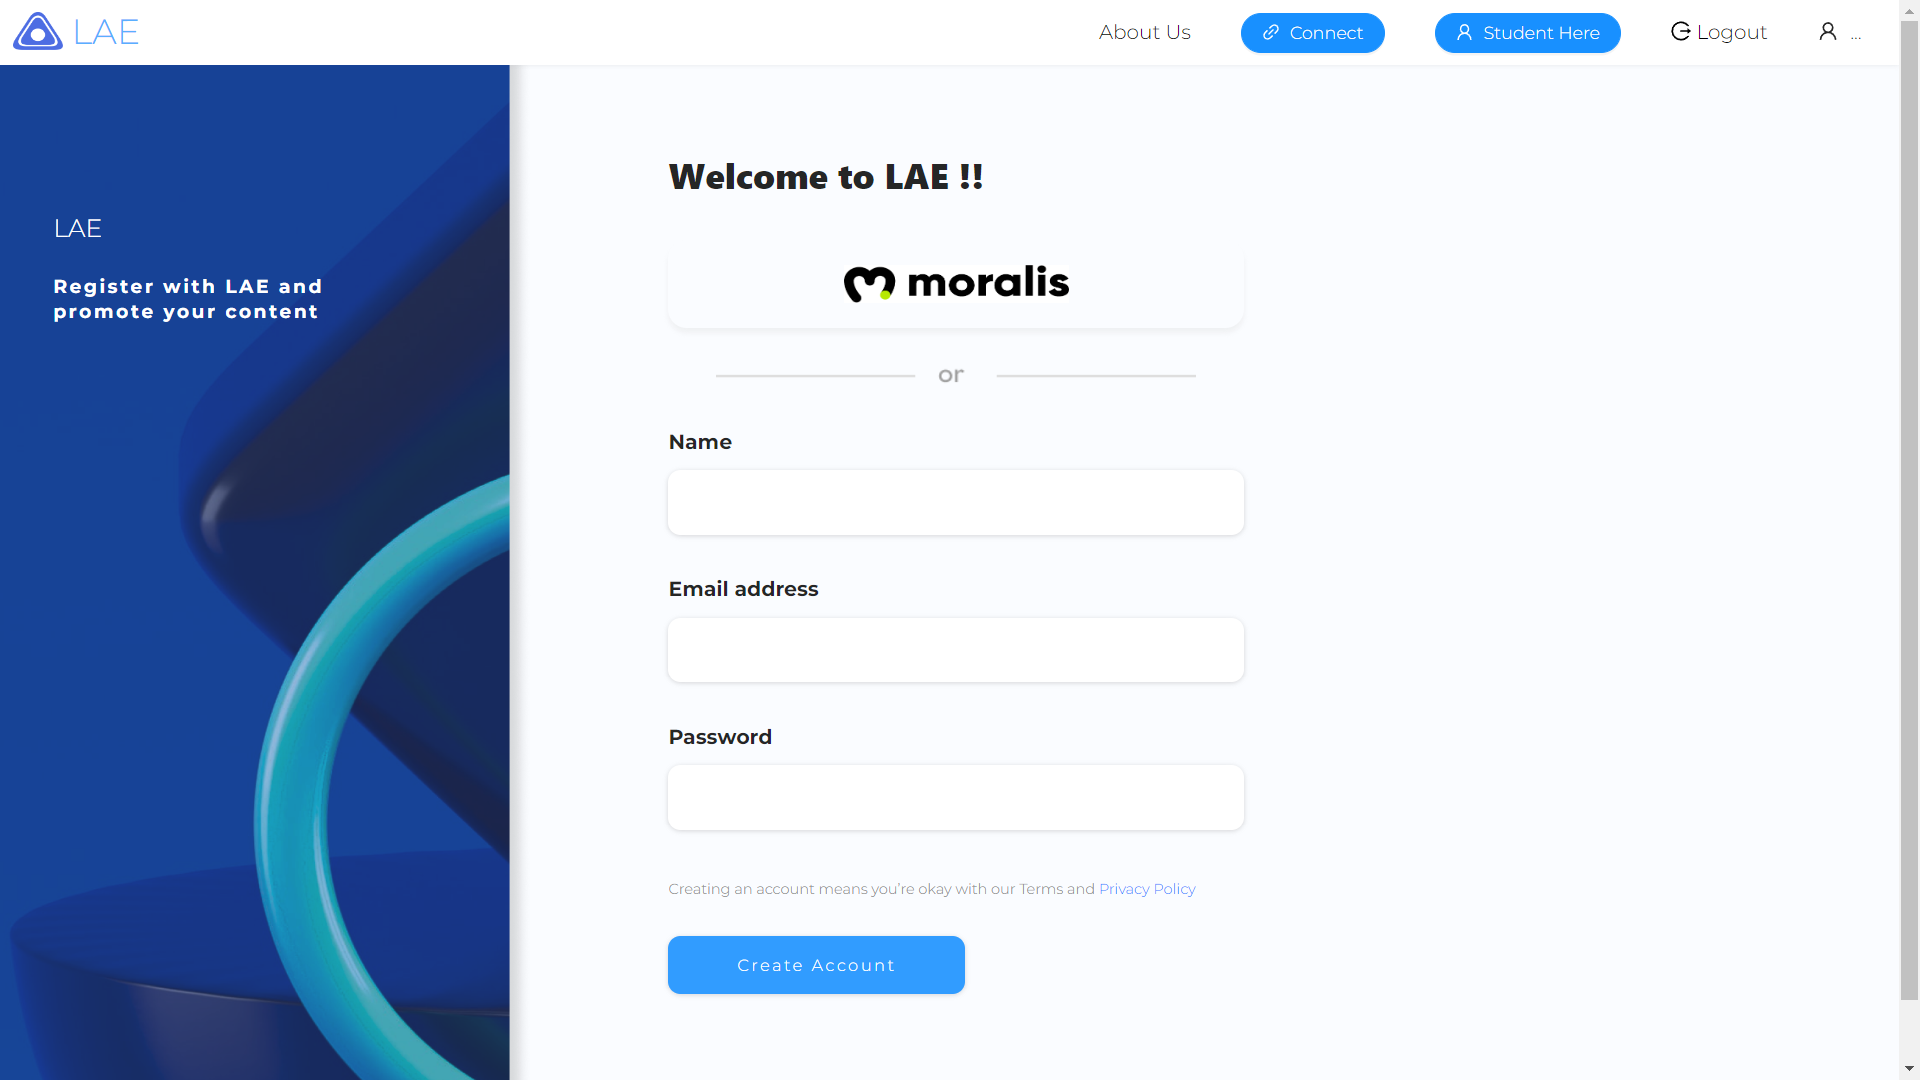 LAE
About Us
Connect
Student Here
Logout
...
LAE
Register with LAE and
promote your content
Welcome to LAE !!
moralis
or
Name
Email address
Password
Creating an account means you’re okay with our Terms and Privacy Policy
Create Account